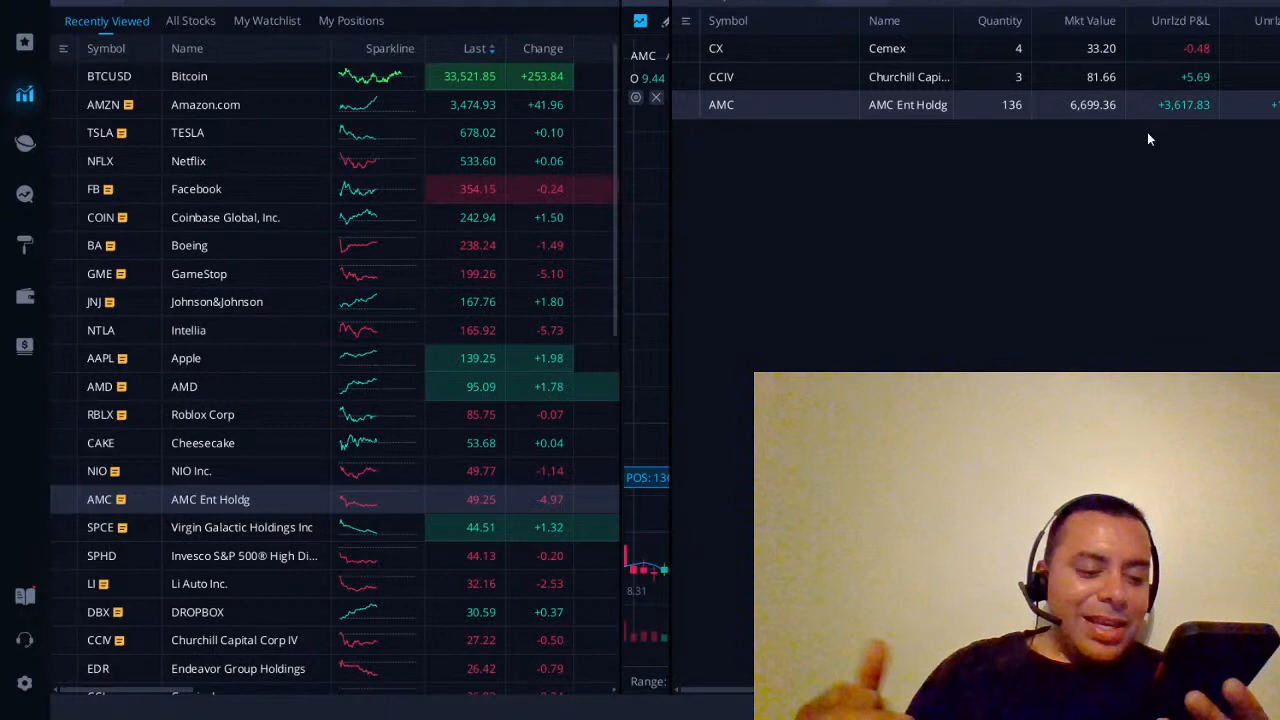 Recently Viewed All Stocks My Watchlist My Positions
Symbol Name Sparkline Last Change
BTCUSD Bitcoin 33,521.85 +253.84
AMZN Amazon.com 3,474.93 +41.96
TSLA TESLA 678.02 +0.10
NFLX Netflix 533.60 +0.06
FB Facebook 354.15 -0.24
COIN Coinbase Global, Inc. 242.94 +1.50
BA Boeing 238.24 -1.49
GME GameStop 199.26 -5.10
JNJ Johnson&Johnson 167.76 +1.80
NTLA Intellia 165.92 -5.73
AAPL Apple 139.25 +1.98
AMD AMD 95.09 +1.78
RBLX Roblox Corp 85.75 -0.07
CAKE Cheesecake 53.68 +0.04
NIO NIO Inc. 49.77 -1.14
AMC AMC Ent Holdg 49.25 -4.97
SPCE Virgin Galactic Holdings Inc 44.51 +1.32
SPHD Invesco S&P 500® High Di... 44.13 -0.20
LI Li Auto Inc. 32.16 -2.53
DBX DROPBOX 30.59 +0.37
CCIV Churchill Capital Corp IV 27.22 -0.50
EDR Endeavor Group Holdings 26.42 -0.79
AMC
O 9.44
POS: 136
8.31
Range:
Symbol Name Quantity Mkt Value Unrlzd P&L Unrlz
CX Cemex 4 33.20 -0.48
CCIV Churchill Capi... 3 81.66 +5.69
AMC AMC Ent Holdg 136 6,699.36 +3,617.83